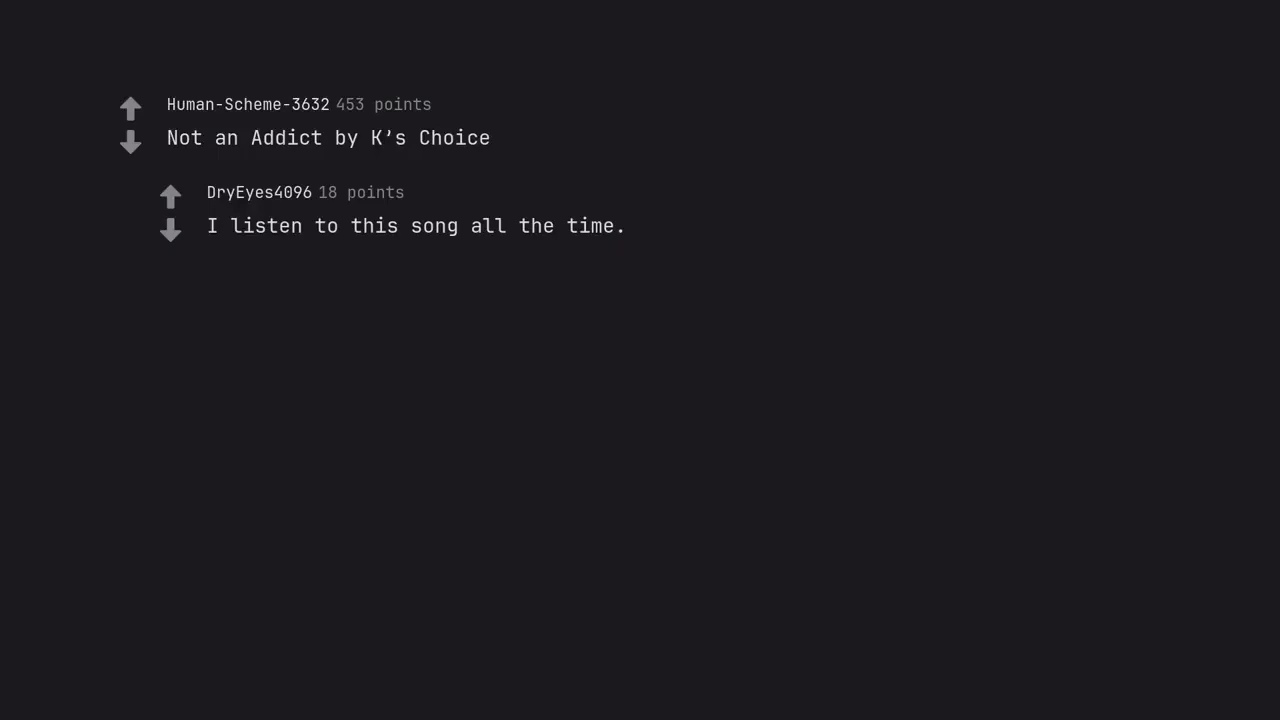 Human-Scheme-3632 453 points
Not an Addict by K’s Choice
DryEyes4096 18 points
I listen to this song all the time.